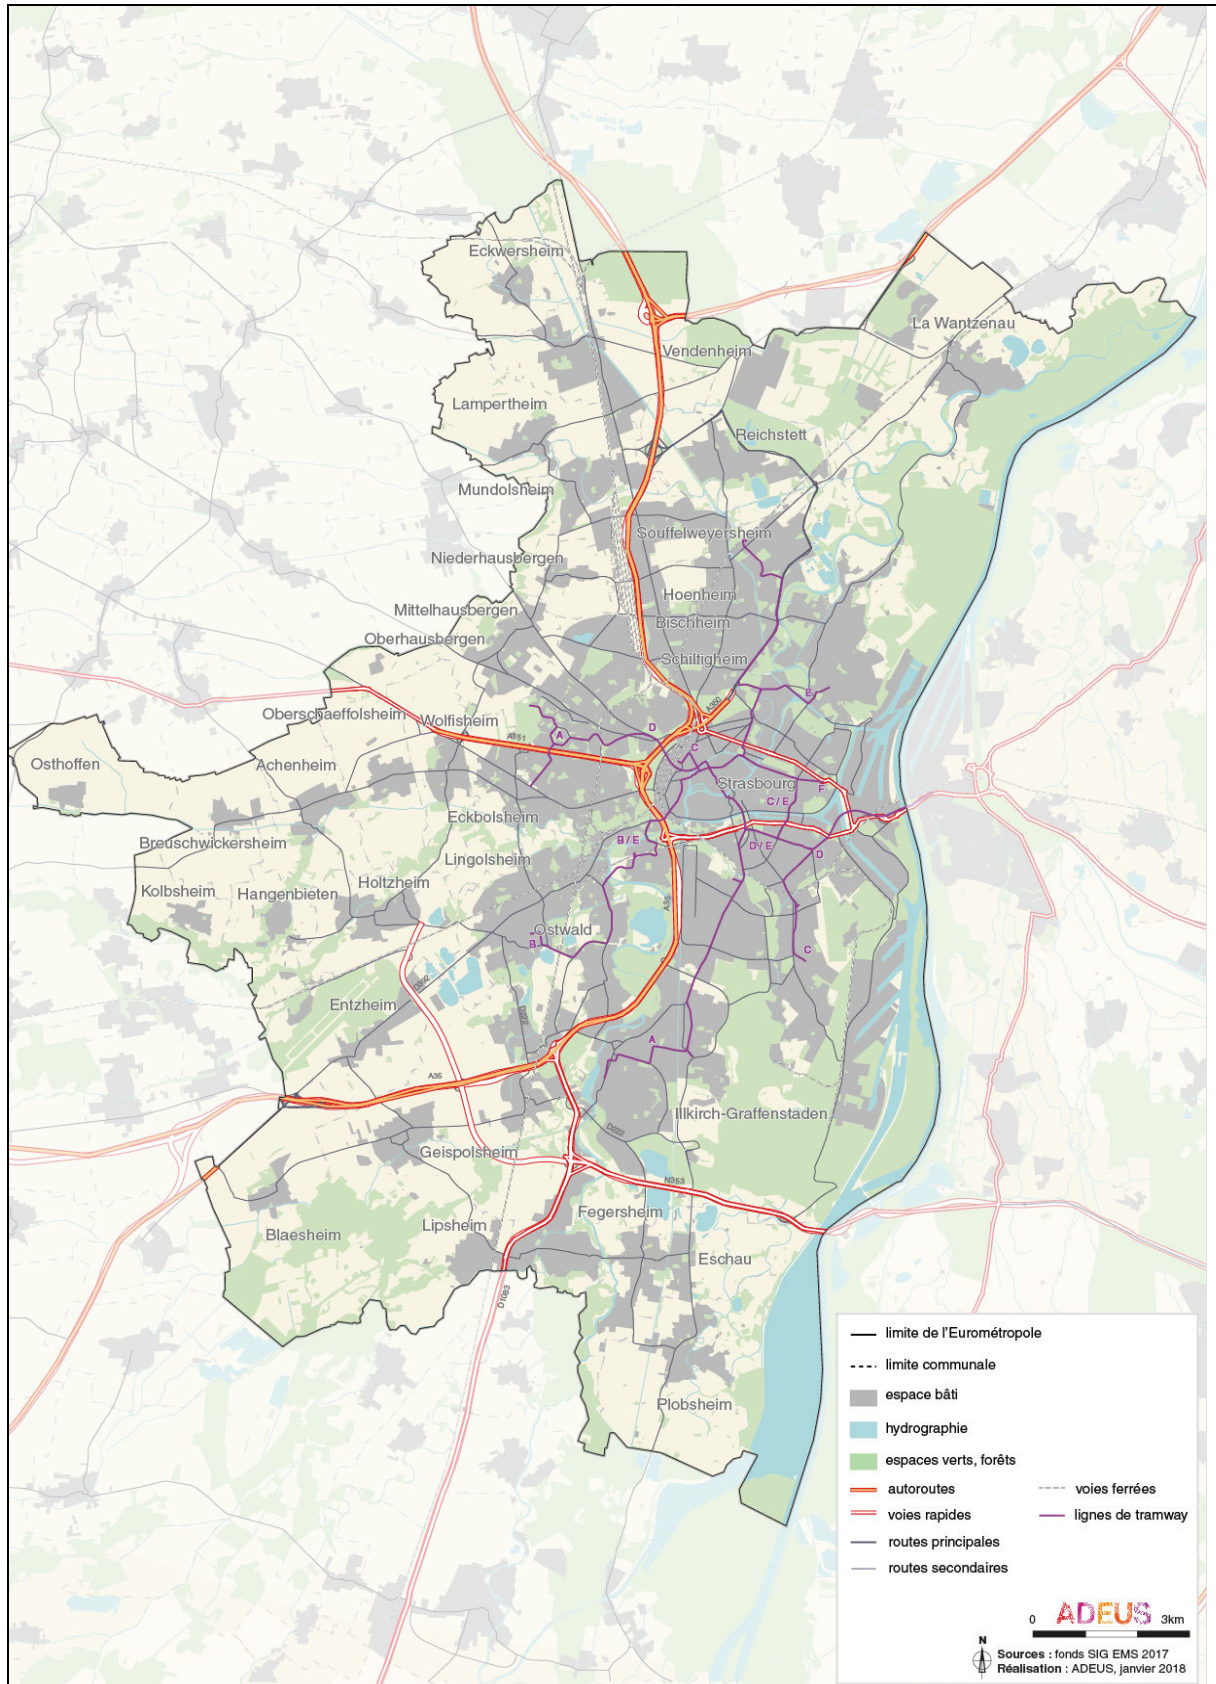 Eckwersheim
La Wantzenau
Vendenheim
Lampertheim
Reichstett
Mundolsheim
Souffelweyersheim
Niederhausbergen
Hoenheim
Mittelhausbergen
Bischheim
Oberhausbergen
Schiltigheim
E
A350
Oberschaeffolsheim
Wolfisheim
D
A
A351
C
Osthoffen
Achenheim
Strasbourg
F
C / E
Eckbolsheim
Breuschwickersheim
B / E
D / E
D
Lingolsheim
Kolbsheim
Hangenbieten
Holtzheim
A35
Ostwald
B
C
D392
Entzheim
D222
A
A35
Illkirch-Graffenstaden
D222
Geispolsheim
N353
Fegersheim
Lipsheim
Blaesheim
Eschau
D1083
Plobsheim
limite de l'Eurométropole
limite communale
espace bâti
hydrographie
espaces verts, forêts
autoroutes
voies ferrées
voies rapides
lignes de tramway
routes principales
routes secondaires
0 ADEUS 3km
N
Sources : fonds SIG EMS 2017
Réalisation : ADEUS, janvier 2018